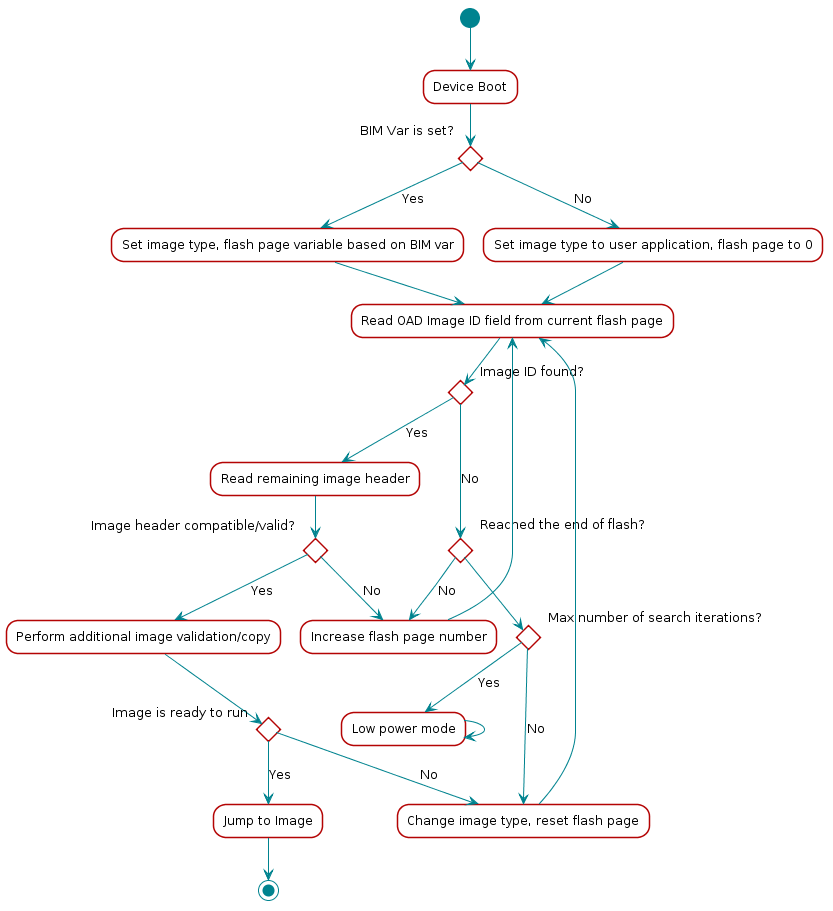 Device Boot
BIM Var is set?
Yes
No
Set image type, flash page variable based on BIM var
Set image type to user application, flash page to 0
Read OAD Image ID field from current flash page
Image ID found?
Yes
Read remaining image header
No
Image header compatible/valid?
Reached the end of flash?
Yes
No
No
Max number of search iterations?
Perform additional image validation/copy
Increase flash page number
Yes
Image is ready to run
Low power mode
No
Yes
No
Jump to Image
Change image type, reset flash page